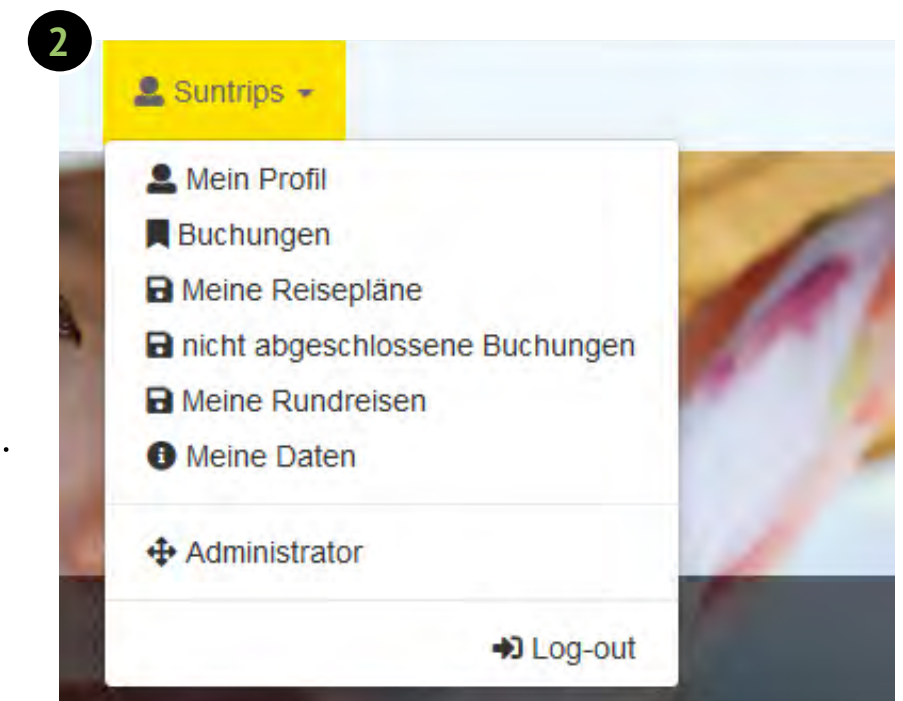 2
Suntrips
Mein Profil
Buchungen
Meine Reisepläne
nicht abgeschlossene Buchungen
Meine Rundreisen
Meine Daten
Administrator
Log-out
.